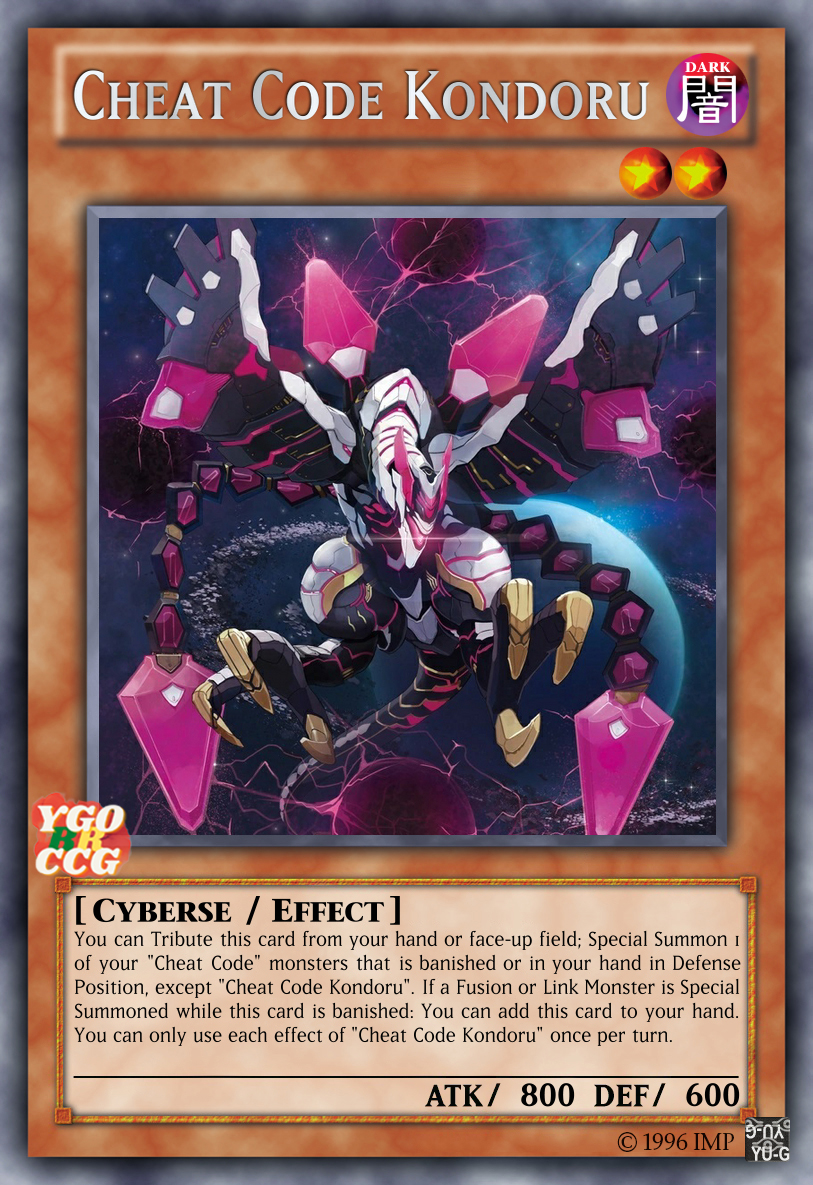 Cheat Code Kondoru
DARK
闇
YGO
RR
CCG
[ Cyberse / Effect ]
You can Tribute this card from your hand or face-up field; Special Summon 1
of your "Cheat Code" monsters that is banished or in your hand in Defense
Position, except "Cheat Code Kondoru". If a Fusion or Link Monster is Special
Summoned while this card is banished: You can add this card to your hand.
You can only use each effect of "Cheat Code Kondoru" once per turn.
ATK/ 800 DEF/ 600
© 1996 IMP
YU-G
YU-G